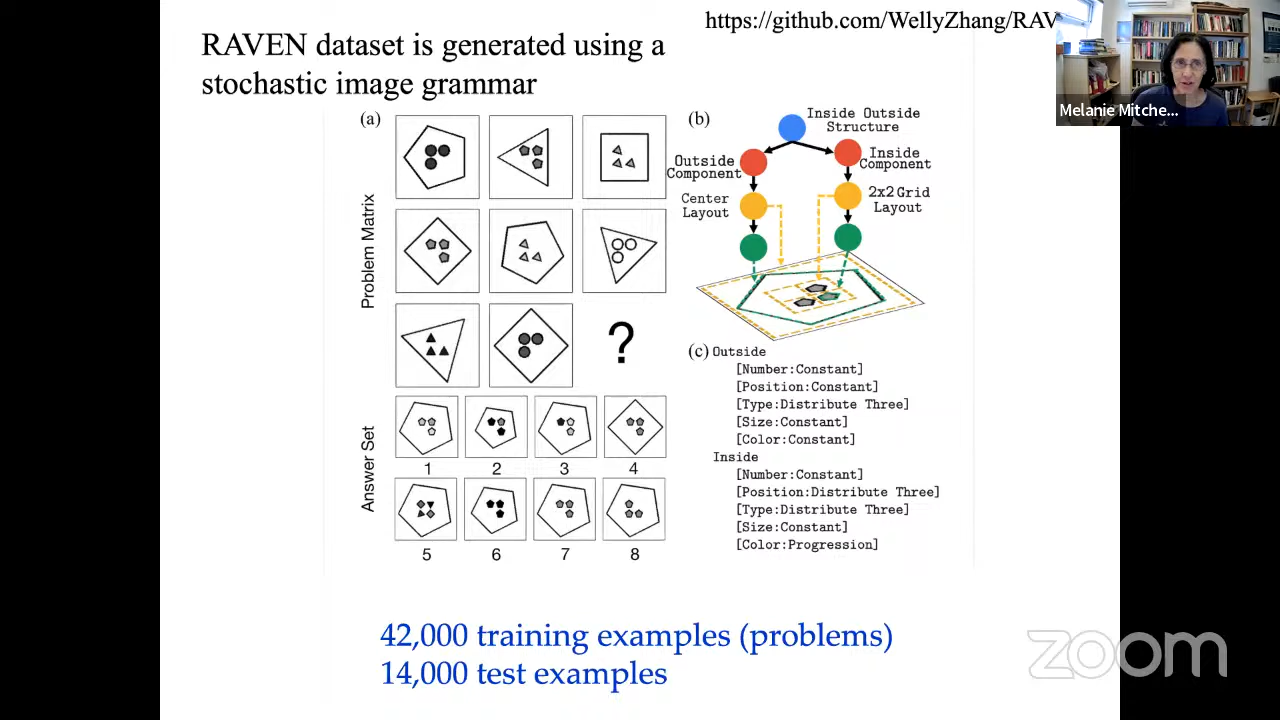 https://github.com/WellyZhang/RAV
RAVEN dataset is generated using a
stochastic image grammar
Melanie Mitche...
(a)
Problem Matrix
?
Answer Set
1 2 3 4
5 6 7 8
(b)
Inside Outside
Structure
Outside
Component
Inside
Component
Center
Layout
2x2 Grid
Layout
(c) Outside
[Number:Constant]
[Position:Constant]
[Type:Distribute Three]
[Size:Constant]
[Color:Constant]
Inside
[Number:Constant]
[Position:Distribute Three]
[Type:Distribute Three]
[Size:Constant]
[Color:Progression]
42,000 training examples (problems)
14,000 test examples
zoom